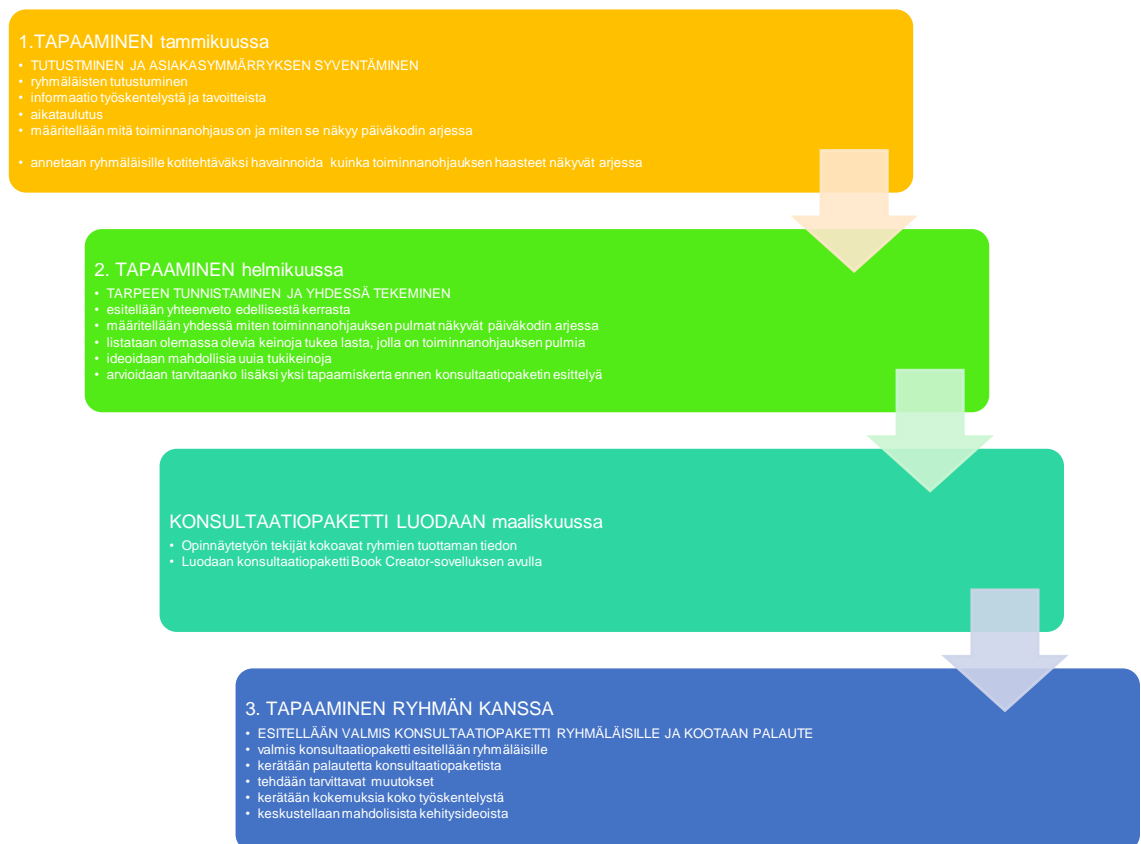 1.TAPAAMINEN tammikuussa
• TUTUSTMINEN JA ASIAKASYMMÄRRYKSEN SYVENTÄMINEN
• ryhmäläisten tutustuminen
• informaatio työskentelystä ja tavoitteista
• aikataulutus
• määritellään mitä toiminnanohjaus on ja miten se näkyy päiväkodin arjessa
• annetaan ryhmäläisille kotitehtäväksi havainnoida kuinka toiminnanohjauksen haasteet näkyvät arjessa
2. TAPAAMINEN helmikuussa
• TARPEEN TUNNISTAMINEN JA YHDESSÄ TEKEMINEN
• esitellään yhteenveto edellisestä kerrasta
• määritellään yhdessä miten toiminnanohjauksen pulmat näkyvät päiväkodin arjessa
• listataan olemassa olevia keinoja tukea lasta, jolla on toiminnanohjauksen pulmia
• ideoidaan mahdollisia uuia tukikeinoja
• arvioidaan tarvitaanko lisäksi yksi tapaamiskerta ennen konsultaatiopaketin esittelyä
KONSULTAATIOPAKETTI LUODAAN maaliskuussa
• Opinnäytetyön tekijät kokoavat ryhmien tuottaman tiedon
• Luodaan konsultaatiopaketti Book Creator-sovelluksen avulla
3. TAPAAMINEN RYHMÄN KANSSA
• ESITELLÄÄN VALMIS KONSULTAATIOPAKETTI RYHMÄLÄISILLE JA KOOTAAN PALAUTE
• valmis konsultaatiopaketti esitellään ryhmäläisille
• kerätään palautetta konsultaatiopaketista
• tehdään tarvittavat muutokset
• kerätään kokemuksia koko työskentelystä
• keskustellaan mahdolisista kehitysideoista